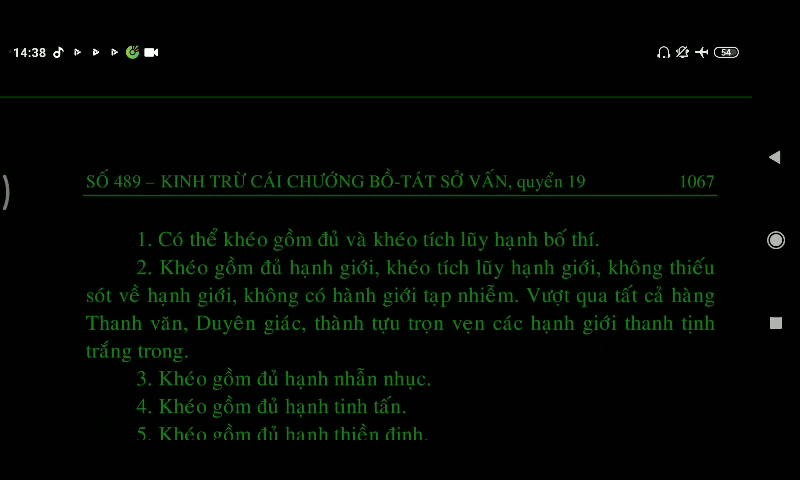 14:38
54
SỐ 489 – KINH TRỪ CÁI CHƯỚNG BỒ-TÁT SỞ VẤN, quyển 19 1067
1. Có thể khéo gồm đủ và khéo tích lũy hạnh bố thí.
2. Khéo gồm đủ hạnh giới, khéo tích lũy hạnh giới, không thiếu
sót về hạnh giới, không có hành giới tạp nhiễm. Vượt qua tất cả hàng
Thanh văn, Duyên giác, thành tựu trọn vẹn các hạnh giới thanh tịnh
trắng trong.
3. Khéo gồm đủ hạnh nhẫn nhục.
4. Khéo gồm đủ hạnh tinh tấn.
5. Khéo gồm đủ hạnh thiền định.